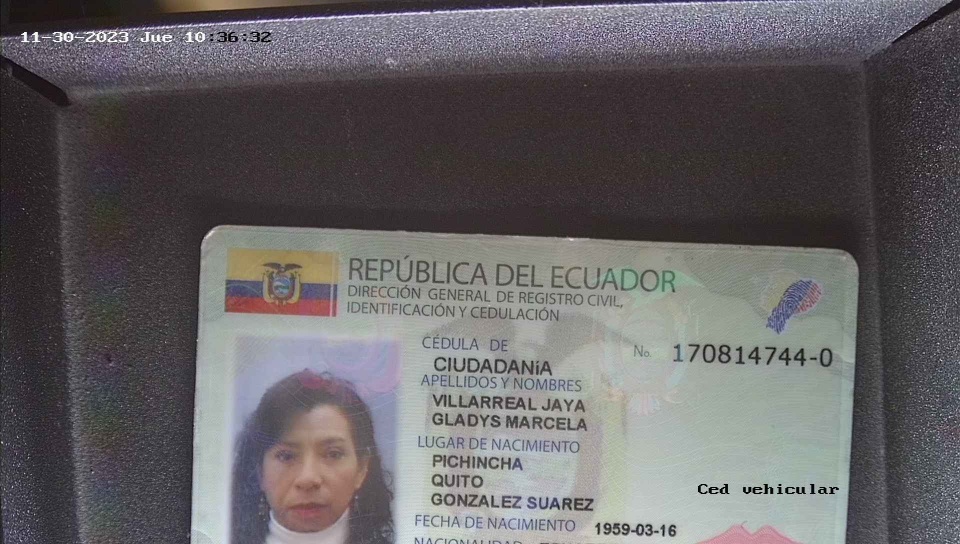 11-30-2023 Jue 10:36:32
REPÚBLICA DEL ECUADOR
DIRECCIÓN GENERAL DE REGISTRO CIVIL,
IDENTIFICACIÓN Y CEDULACIÓN
CÉDULA DE
CIUDADANíA
No. 170814744-0
APELLIDOS Y NOMBRES
VILLARREAL JAYA
GLADYS MARCELA
LUGAR DE NACIMIENTO
PICHINCHA
QUITO
GONZALEZ SUAREZ
Ced vehicular
FECHA DE NACIMIENTO 1959-03-16
NACIONALIDAD